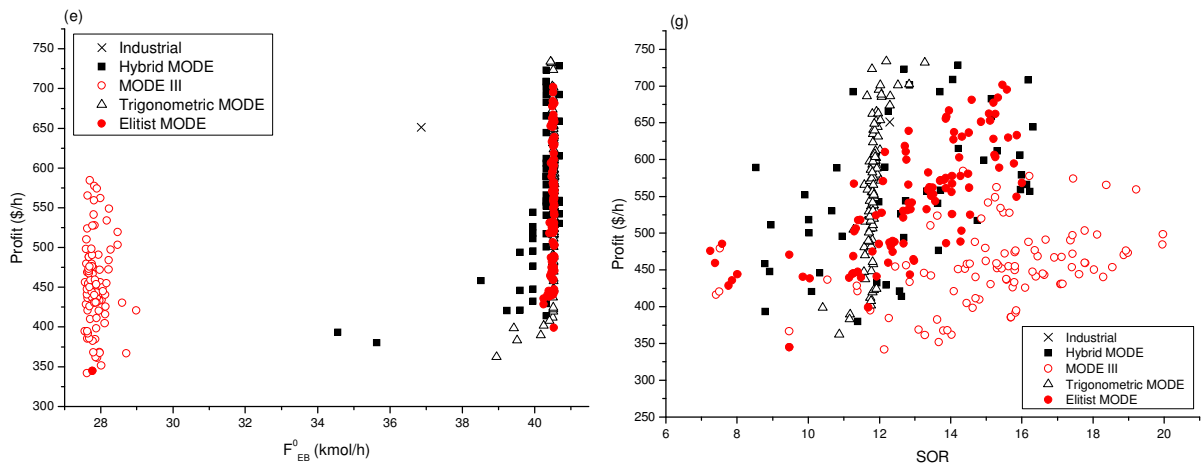 (e)
750
700
650
600
550
500
450
400
350
300
Profit ($/h)
28
30
32
34
36
38
40
F⁰EB (kmol/h)
Industrial
Hybrid MODE
MODE III
Trigonometric MODE
Elitist MODE
(g)
750
700
650
600
550
500
450
400
350
300
250
Profit ($/h)
6
8
10
12
14
16
18
20
SOR
Industrial
Hybrid MODE
MODE III
Trigonometric MODE
Elitist MODE